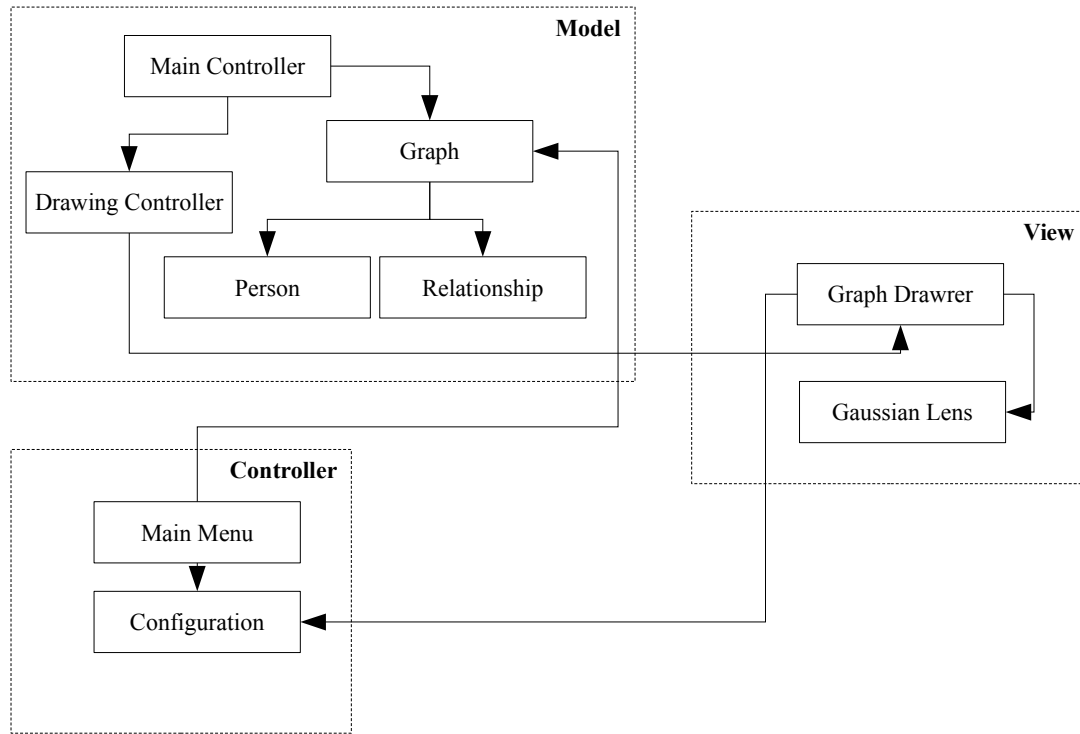 Model
Main Controller
Graph
Drawing Controller
Person
Relationship
View
Graph Drawrer
Gaussian Lens
Controller
Main Menu
Configuration